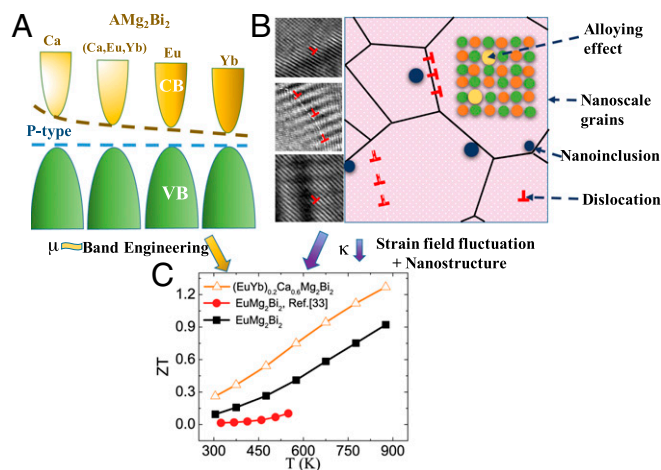 A
AMg₂Bi₂
Ca
(Ca,Eu,Yb)
Eu
Yb
CB
P-type
VB
μ Band Engineering
B
Alloying
effect
Nanoscale
grains
Nanoinclusion
Dislocation
κ
Strain field fluctuation
+ Nanostructure
C
(EuYb)₀.₂Ca₀.₆Mg₂Bi₂
EuMg₂Bi₂, Ref.[33]
EuMg₂Bi₂
ZT
1.2
0.9
0.6
0.3
0.0
300 450 600 750 900
T (K)